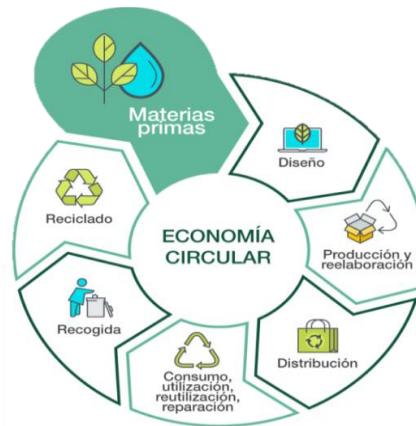 Materias
primas
Diseño
Producción y
reelaboración
Distribución
Consumo,
utilización,
reutilización,
reparación
Recogida
Reciclado
ECONOMÍA
CIRCULAR